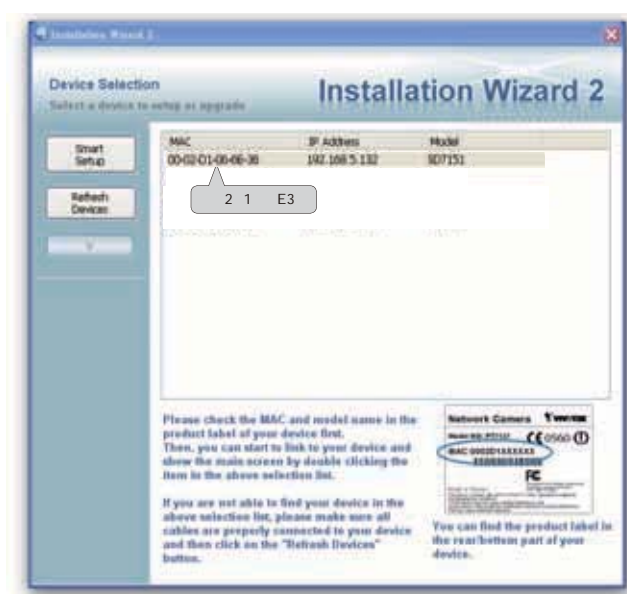 Installation Wizard 2
Device Selection
Select a device to setup or upgrade
Installation Wizard 2
Smart
Setup
Refresh
Devices
MAC IP Address Model
00-02-D1-06-6E-36 192.168.5.132 SD7151
2 1 E3
Please check the MAC and model name in the
product label of your device first.
Then, you can start to link to your device and
show the main screen by double clicking the
item in the above selection list.
If you are not able to find your device in the
above selection list, please make sure all
cables are properly connected to your device
and then click on the "Refresh Devices"
button.
Network Camera
0560
MAC:0002D1XXXXXX
FC
You can find the product label in
the rear/bottom part of your
device.